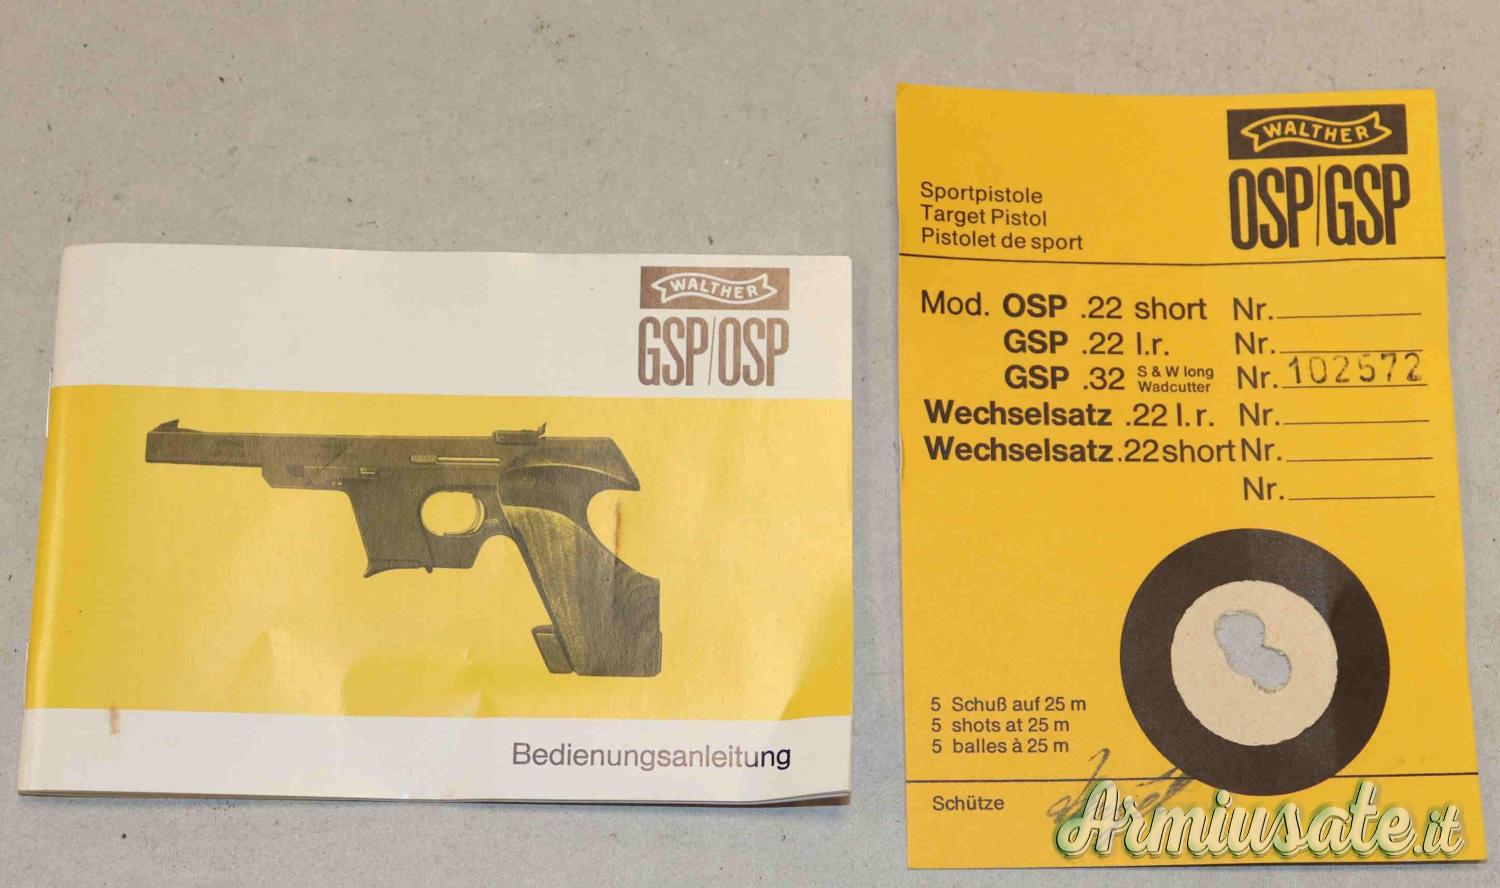 WALTHER
GSP/OSP
Bedienungsanleitung
WALTHER
OSP/GSP
Sportpistole
Target Pistol
Pistolet de sport
Mod. OSP .22 short Nr.
GSP .22 l.r. Nr.
GSP .32 S & W long Wadcutter Nr. 102572
Wechselsatz .22 l.r. Nr.
Wechselsatz .22 short Nr.
Nr.
5 Schuß auf 25 m
5 shots at 25 m
5 balles à 25 m
Schütze
Armiusate.it